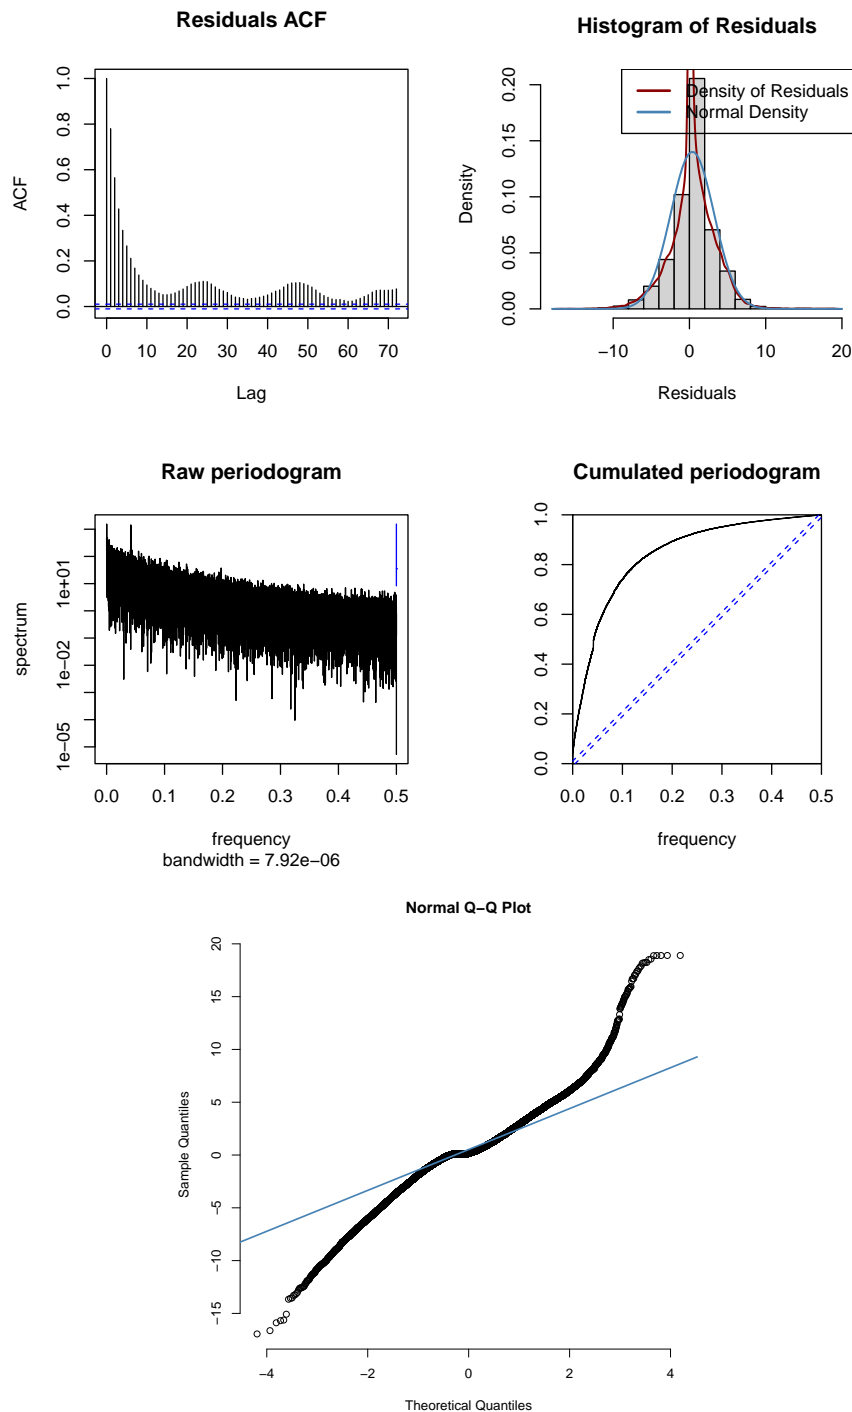 Residuals ACF
ACF
0.0 0.2 0.4 0.6 0.8 1.0
0 10 20 30 40 50 60 70
Lag
Histogram of Residuals
Density of Residuals
Normal Density
Density
0.00 0.05 0.10 0.15 0.20
−10 0 10 20
Residuals
Raw periodogram
spectrum
1e−05 1e−02 1e+01
0.0 0.1 0.2 0.3 0.4 0.5
frequency
bandwidth = 7.92e−06
Cumulated periodogram
0.0 0.2 0.4 0.6 0.8 1.0
0.0 0.1 0.2 0.3 0.4 0.5
frequency
Normal Q−Q Plot
Sample Quantiles
−15 −10 −5 0 5 10 15 20
−4 −2 0 2 4
Theoretical Quantiles